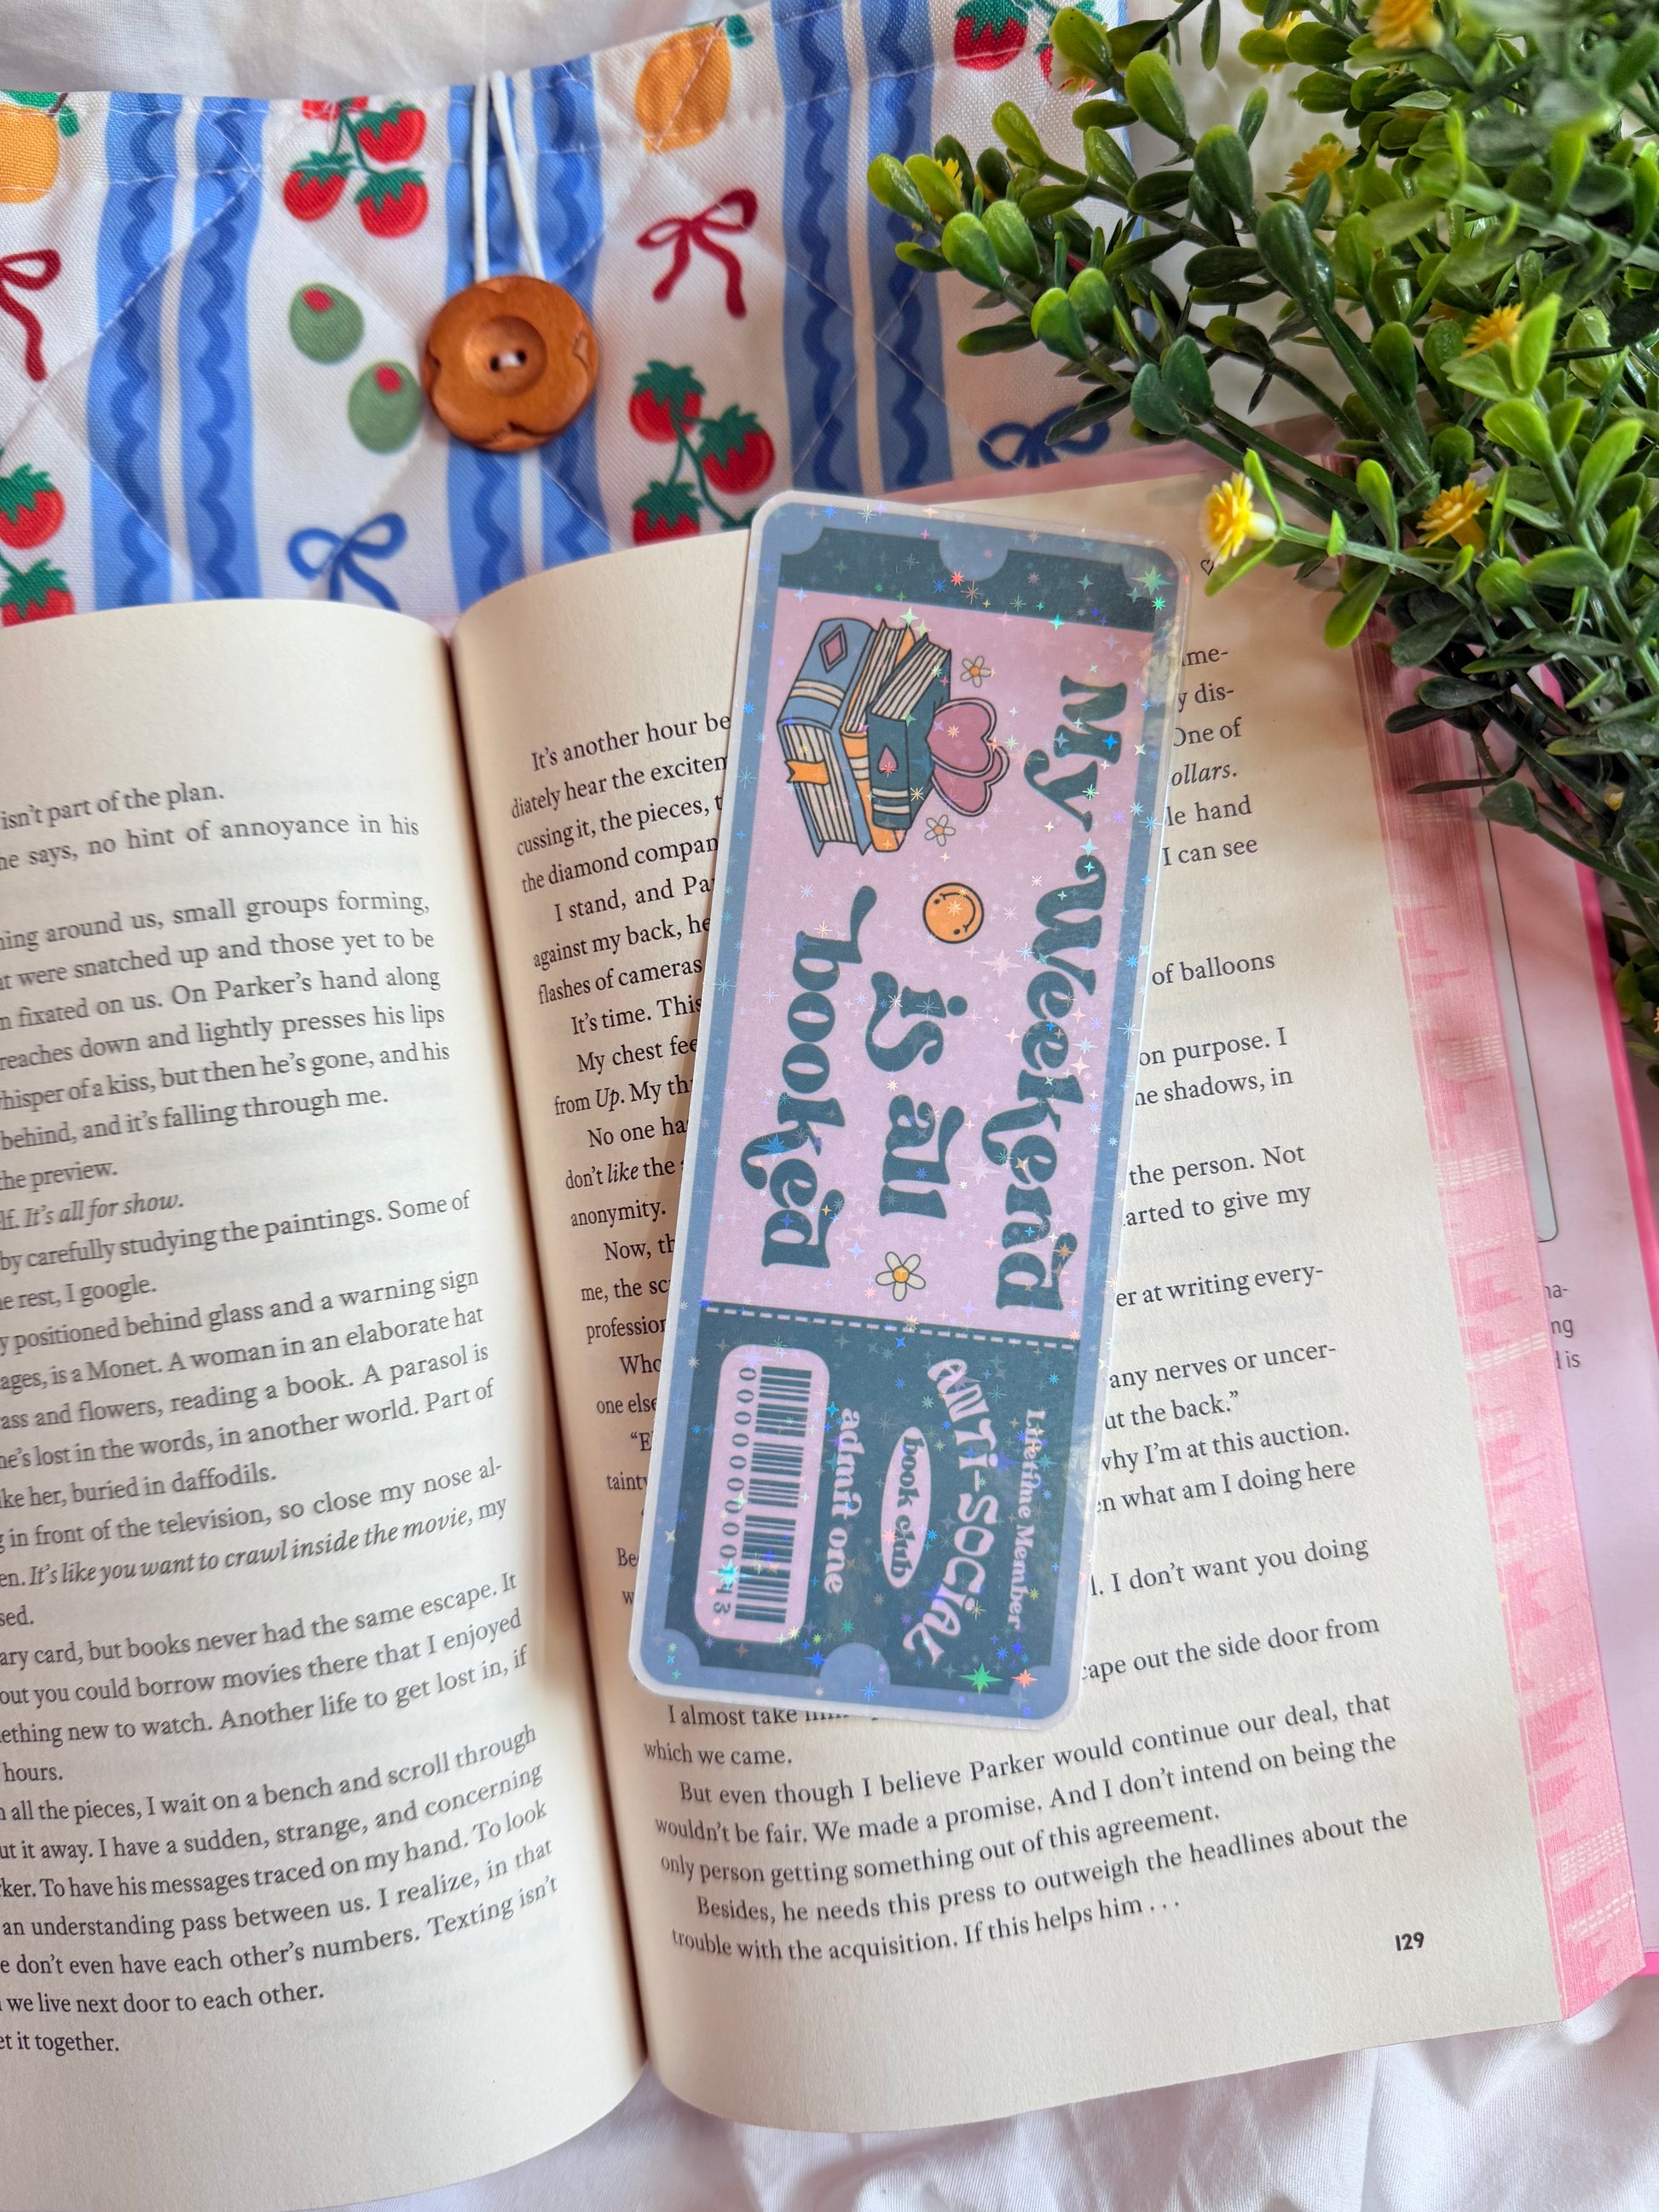 isn't part of the plan.
he says, no hint of annoyance in his
around us, small groups forming,
were snatched up and those yet to be
fixated on us. On Parker's hand along
reaches down and lightly presses his lips
whisper of a kiss, but then he's gone, and his
behind, and it's falling through me.
the preview.
It's all for show.
by carefully studying the paintings. Some of
rest, I google.
positioned behind glass and a warning sign
is a Monet. A woman in an elaborate hat
and flowers, reading a book. A parasol is
lost in the words, in another world. Part of
her, buried in daffodils.
in front of the television, so close my nose al-
It's like you want to crawl inside the movie, my
card, but books never had the same escape. It
you could borrow movies there that I enjoyed
new to watch. Another life to get lost in, if
hours.
all the pieces, I wait on a bench and scroll through
it away. I have a sudden, strange, and concerning
To have his messages traced on my hand. To look
an understanding pass between us. I realize, in that
don't even have each other's numbers. Texting isn't
we live next door to each other.
it together.
It's another hour be
diately hear the excitem
cussing it, the pieces, t
the diamond compan
I stand, and Pa
against my back, he
flashes of cameras
It's time. This
My chest fee
from Up. My th
No one ha
don't like the
anonymity.
Now, th
me, the sc
profession
Who
one else
tainty
Be
w
me-
y dis-
One of
ollars.
le hand
I can see
of balloons
on purpose. I
he shadows, in
the person. Not
arted to give my
er at writing every-
any nerves or uncer-
ut the back."
why I'm at this auction.
en what am I doing here
I don't want you doing
cape out the side door from
I almost take
which we came.
But even though I believe Parker would continue our deal, that
wouldn't be fair. We made a promise. And I don't intend on being the
only person getting something out of this agreement.
Besides, he needs this press to outweigh the headlines about the
trouble with the acquisition. If this helps him . . .
129
My Weekend
is all
booked
Lifetime Member
ANTI-SOCIAL
book club
admit one
ng
is